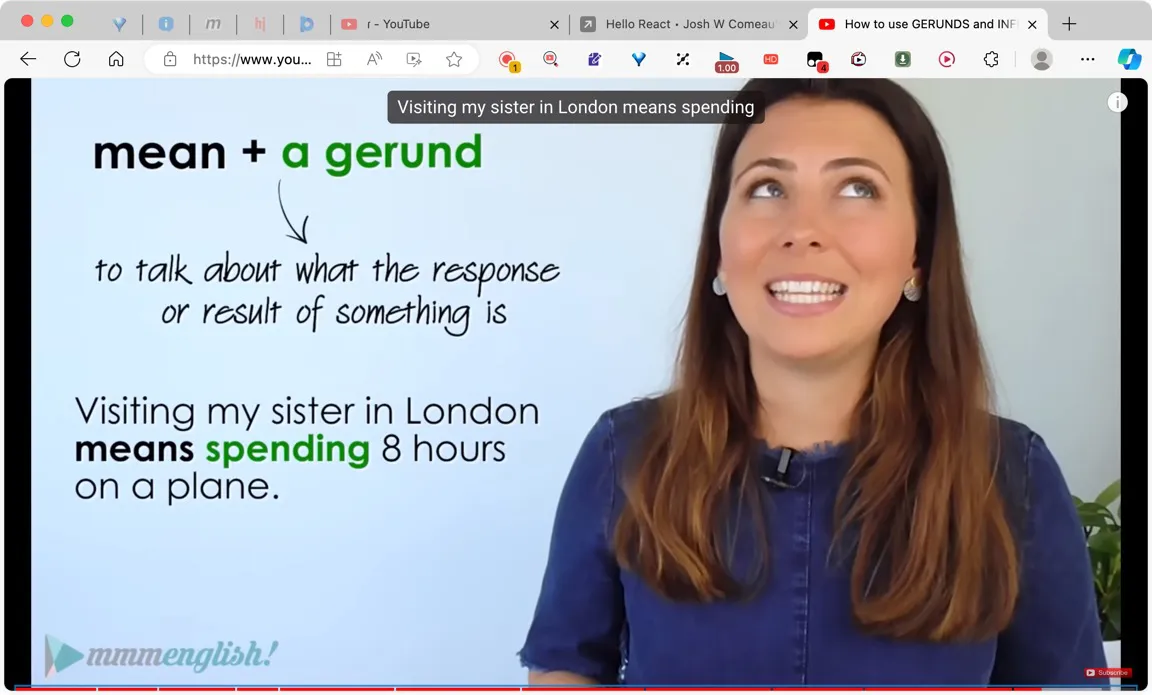 r - YouTube
Hello React • Josh W Comeau
How to use GERUNDS and INF
https://www.you...
1
1.00
HD
4
Visiting my sister in London means spending
mean + a gerund
to talk about what the response
or result of something is
Visiting my sister in London
means spending 8 hours
on a plane.
mmmenglish!
Subscribe